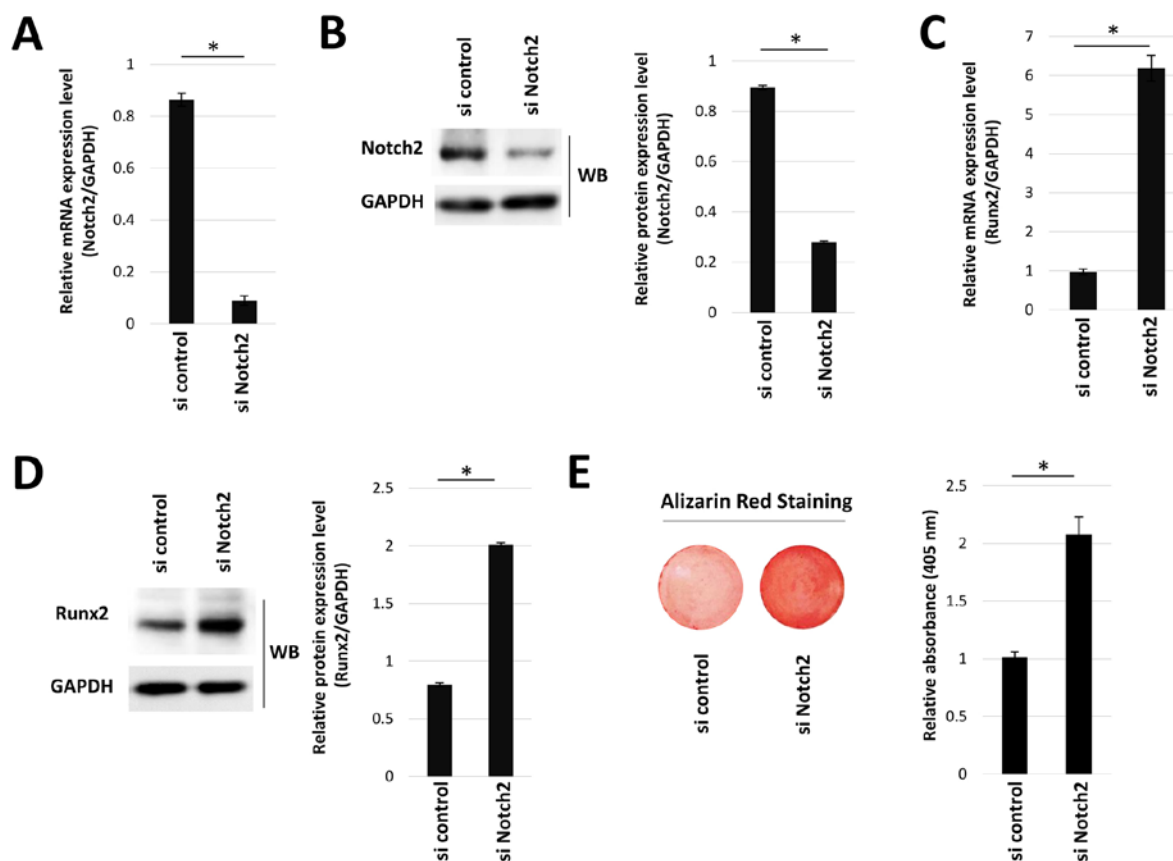 A
*
Relative mRNA expression level
(Notch2/GAPDH)
1
0.8
0.6
0.4
0.2
0
si control
si Notch2
B
si control
si Notch2
Notch2
GAPDH
WB
*
Relative protein expression level
(Notch2/GAPDH)
1
0.8
0.6
0.4
0.2
0
si control
si Notch2
C
*
Relative mRNA expression level
(Runx2/GAPDH)
7
6
5
4
3
2
1
0
si control
si Notch2
D
si control
si Notch2
Runx2
GAPDH
WB
*
Relative protein expression level
(Runx2/GAPDH)
2.5
2
1.5
1
0.5
0
si control
si Notch2
E
Alizarin Red Staining
si control
si Notch2
*
Relative absorbance (405 nm)
2.5
2
1.5
1
0.5
0
si control
si Notch2